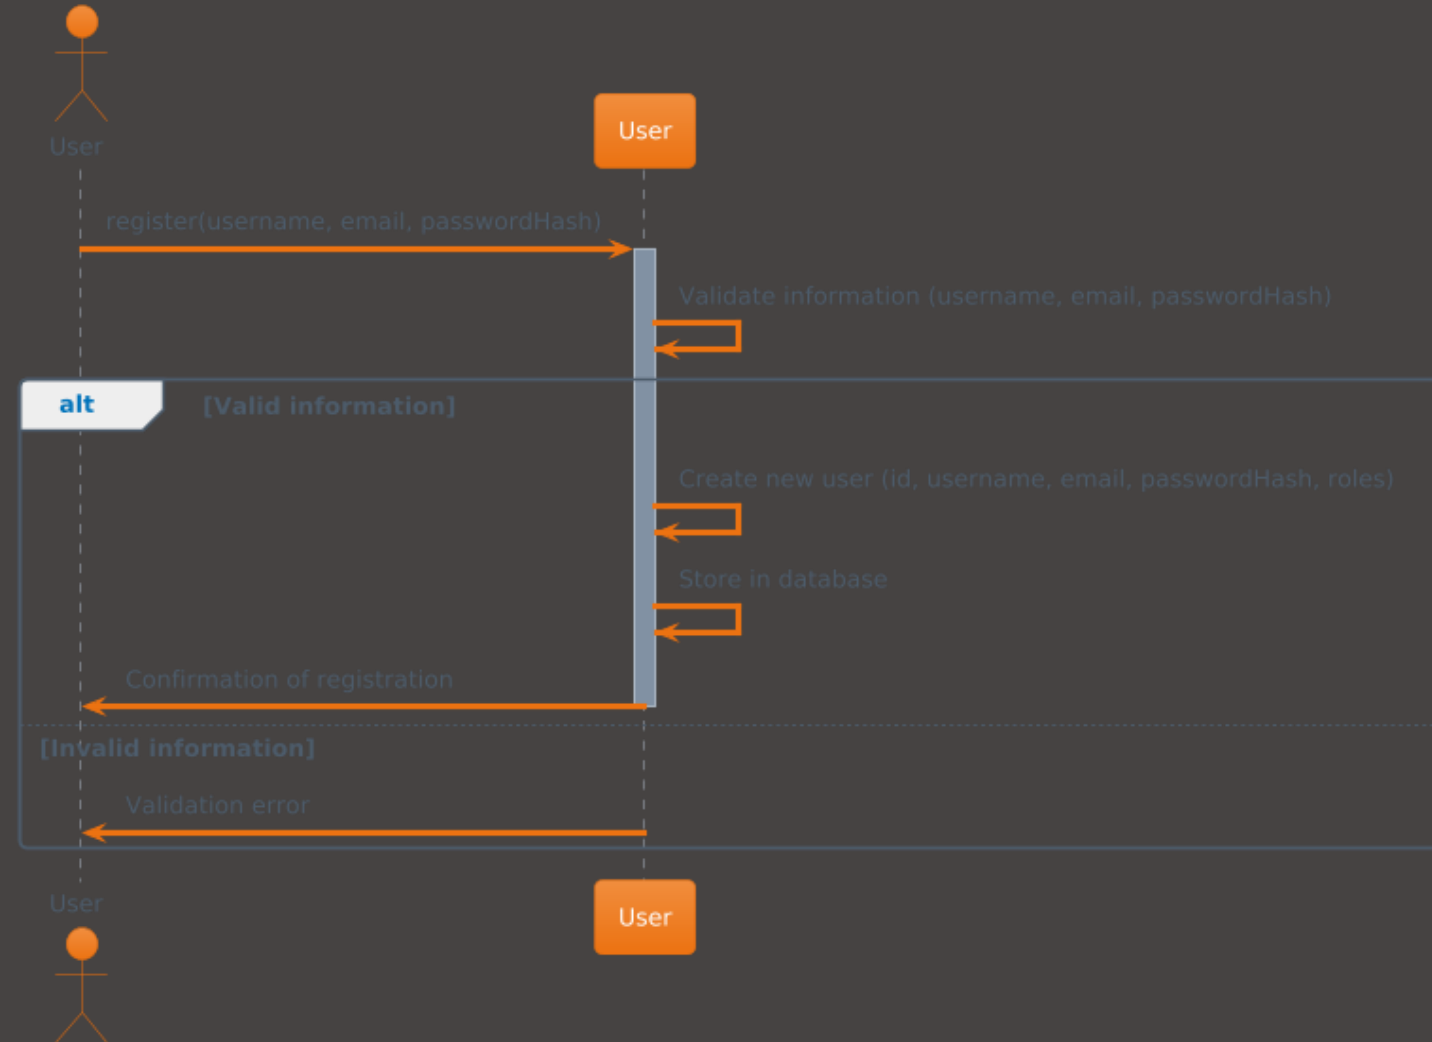 User
User
register(username, email, passwordHash)
Validate information (username, email, passwordHash)
alt
[Valid information]
Create new user (id, username, email, passwordHash, roles)
Store in database
Confirmation of registration
[Invalid information]
Validation error
User
User